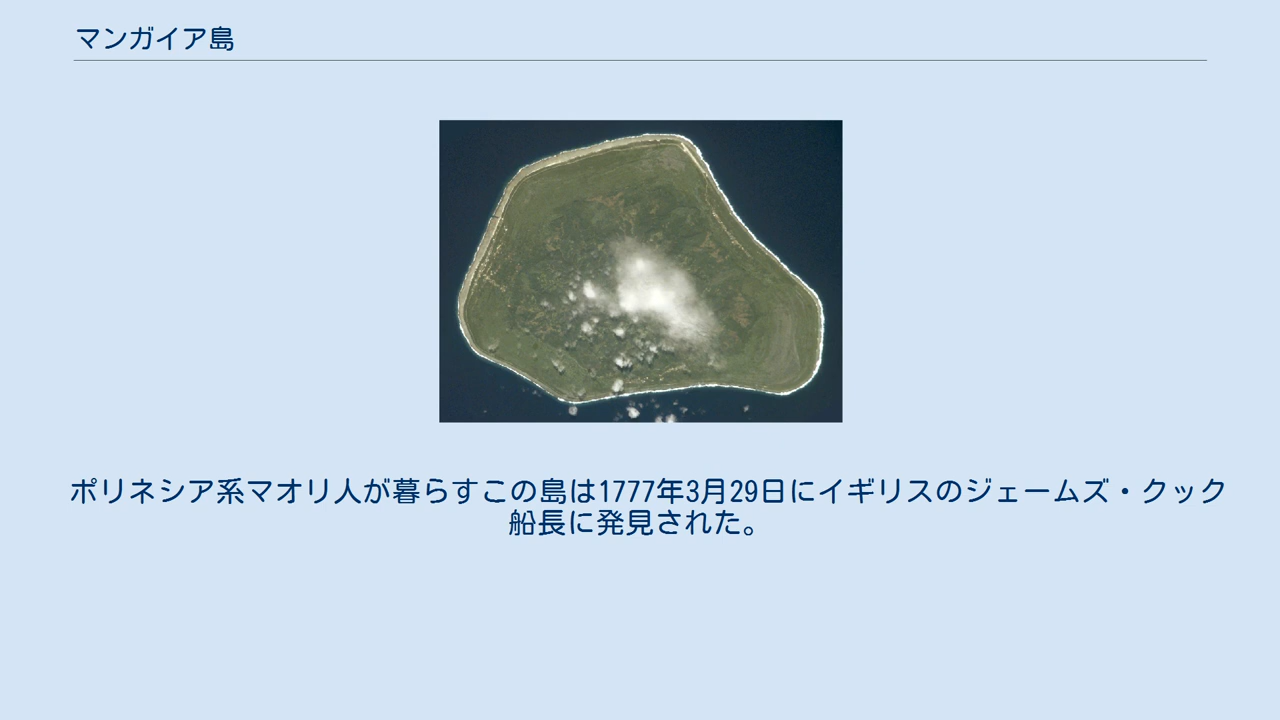 マンガイア島
ポリネシア系マオリ人が暮らすこの島は1777年3月29日にイギリスのジェームズ・クック
船長に発見された。